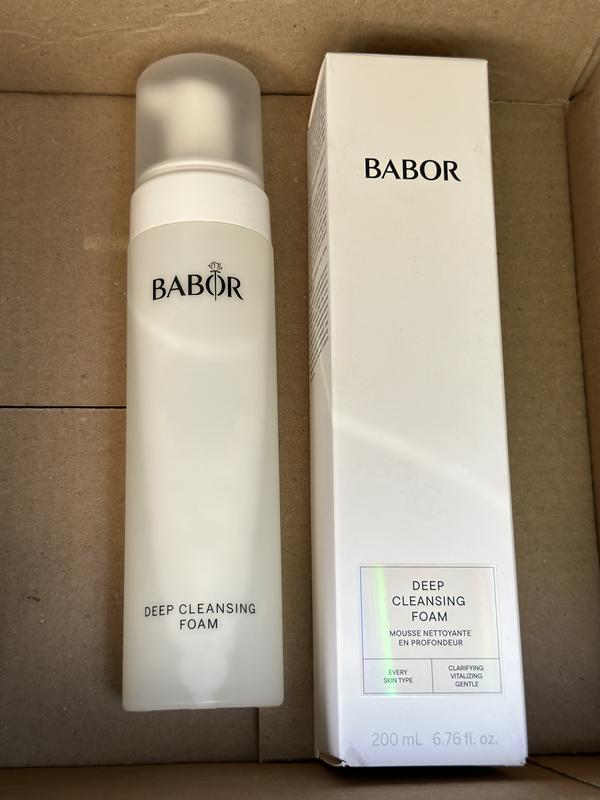 BABOR
DEEP CLEANSING
FOAM
BABOR
DEEP
CLEANSING
FOAM
MOUSSE NETTOYANTE
EN PROFONDEUR
EVERY
SKIN TYPE
CLARIFYING
VITALIZING
GENTLE
200 mL 6.76 fl. oz.